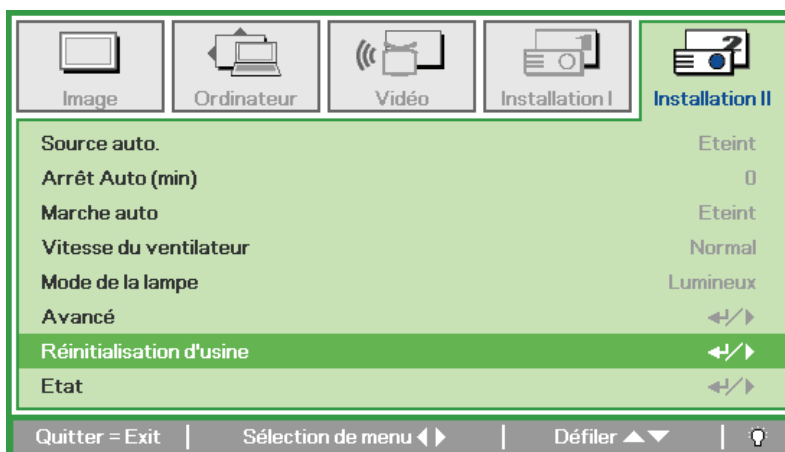 Image Ordinateur Vidéo Installation I Installation II
Source auto. Eteint
Arrêt Auto (min) 0
Marche auto Eteint
Vitesse du ventilateur Normal
Mode de la lampe Lumineux
Avancé
Réinitialisation d'usine
Etat
Quitter = Exit Sélection de menu Défiler